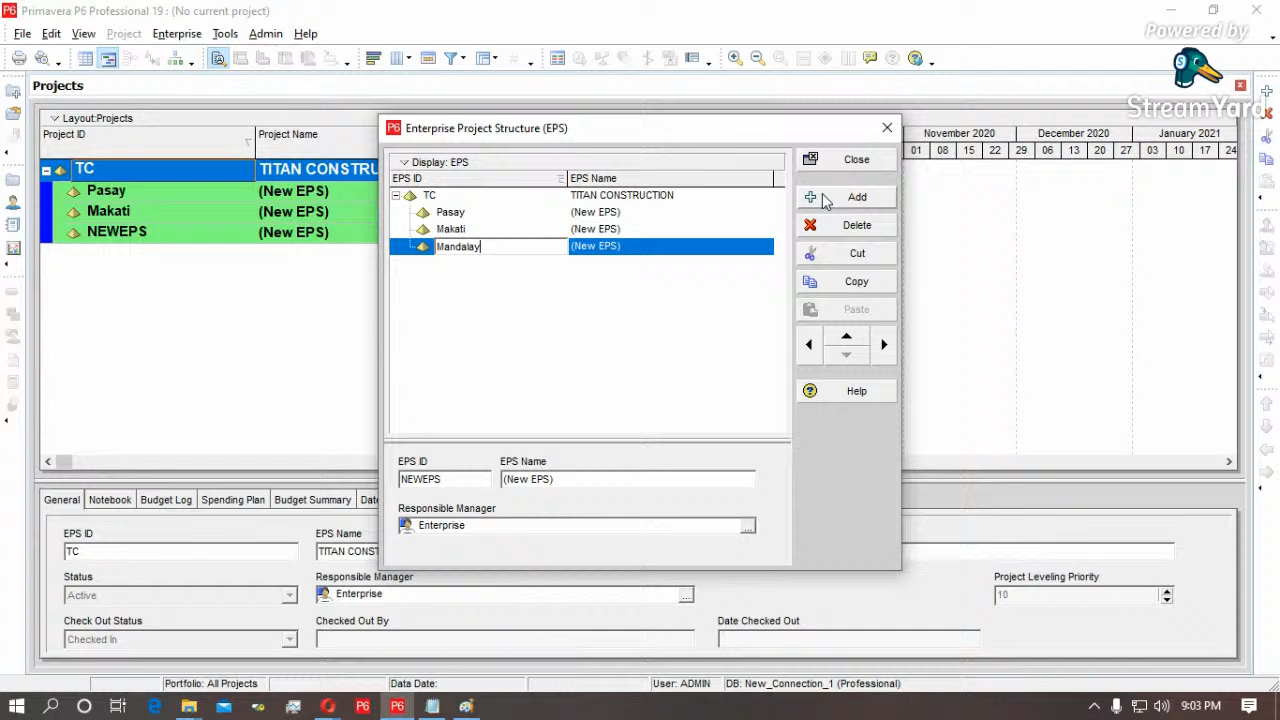 Primavera P6 Professional 19 : (No current project)
File Edit View Project Enterprise Tools Admin Help
Powered by
StreamYard
Projects
Layout:Projects
Project ID Project Name
November 2020 December 2020 January 2021
01 08 15 22 29 06 13 20 27 03 10 17 24
TC TITAN CONSTRU
Pasay (New EPS)
Makati (New EPS)
NEWEPS (New EPS)
Enterprise Project Structure (EPS)
Display: EPS
EPS ID EPS Name
TC TITAN CONSTRUCTION
Pasay (New EPS)
Makati (New EPS)
Mandalay (New EPS)
Close
Add
Delete
Cut
Copy
Paste
Help
EPS ID EPS Name
NEWEPS (New EPS)
Responsible Manager
Enterprise
General Notebook Budget Log Spending Plan Budget Summary Dat
EPS ID EPS Name
TC TITAN CONST
Status Responsible Manager Project Leveling Priority
Active Enterprise 10
Check Out Status Checked Out By Date Checked Out
Checked In
Portfolio: All Projects Data Date: User: ADMIN DB: New_Connection_1 (Professional)
9:03 PM